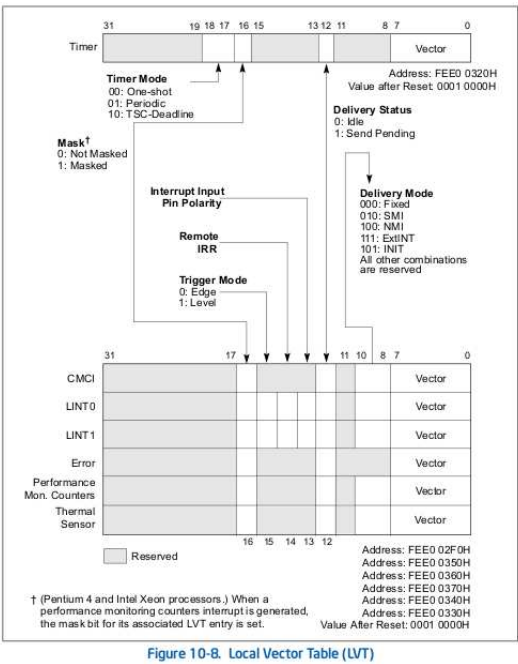 31 19 18 17 16 15 13 12 11 8 7 0
Timer Vector
Address: FEE0 0320H
Value after Reset: 0001 0000H
Timer Mode
00: One-shot
01: Periodic
10: TSC-Deadline
Delivery Status
0: Idle
1: Send Pending
Mask†
0: Not Masked
1: Masked
Interrupt Input
Pin Polarity
Delivery Mode
000: Fixed
010: SMI
100: NMI
111: ExtINT
101: INIT
All other combinations
are reserved
Remote
IRR
Trigger Mode
0: Edge
1: Level
31 17 11 10 8 7 0
CMCI Vector
LINT0 Vector
LINT1 Vector
Error Vector
Performance
Mon. Counters Vector
Thermal
Sensor Vector
16 15 14 13 12
Reserved
Address: FEE0 02F0H
Address: FEE0 0350H
Address: FEE0 0360H
Address: FEE0 0370H
Address: FEE0 0340H
Address: FEE0 0330H
Value After Reset: 0001 0000H
† (Pentium 4 and Intel Xeon processors.) When a
performance monitoring counters interrupt is generated,
the mask bit for its associated LVT entry is set.
Figure 10-8. Local Vector Table (LVT)